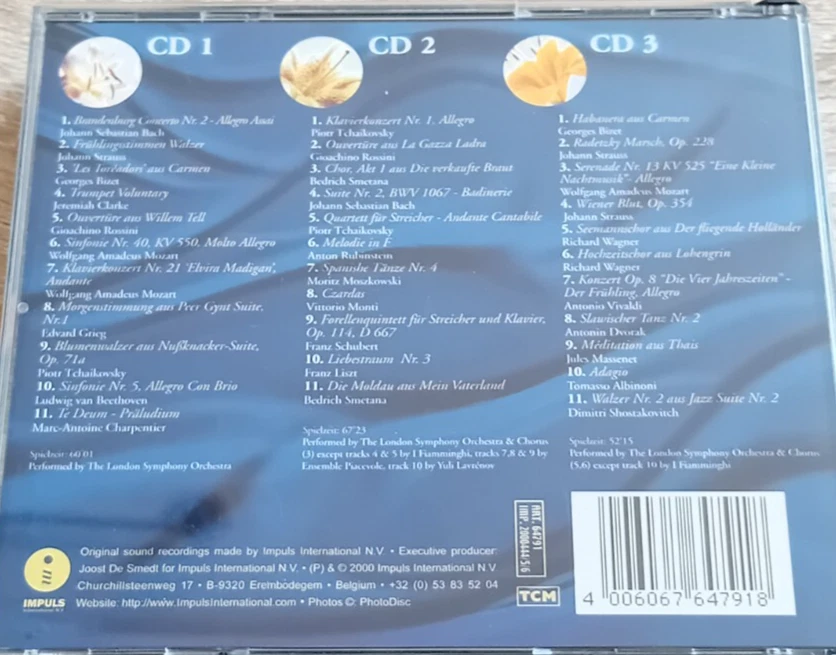 CD 1
1. Brandenburg Concerto Nr. 2 - Allegro Assai
Johann Sebastian Bach
2. Frühlingsstimmen Walzer
Johann Strauss
3. 'Les Toréadors' aus Carmen
Georges Bizet
4. Trumpet Voluntary
Jeremiah Clarke
5. Ouvertüre aus Willem Tell
Gioachino Rossini
6. Sinfonie Nr. 40, KV 550, Molto Allegro
Wolfgang Amadeus Mozart
7. Klavierkonzert Nr. 21 'Elvira Madigan',
Andante
Wolfgang Amadeus Mozart
8. Morgenstimmung aus Peer Gynt Suite,
Nr.1
Edvard Grieg
9. Blumenwalzer aus Nußknacker-Suite,
Op. 71a
Piotr Tchaikovsky
10. Sinfonie Nr. 5, Allegro Con Brio
Ludwig van Beethoven
11. Te Deum - Präludium
Marc-Antoine Charpentier
Spielzeit: 60'01
Performed by The London Symphony Orchestra
CD 2
1. Klavierkonzert Nr. 1, Allegro
Piotr Tchaikovsky
2. Ouvertüre aus La Gazza Ladra
Gioachino Rossini
3. Chor, Akt 1 aus Die verkaufte Braut
Bedrich Smetana
4. Suite Nr. 2, BWV 1067 - Badinerie
Johann Sebastian Bach
5. Quartett für Streicher - Andante Cantabile
Piotr Tchaikovsky
6. Melodie in F
Anton Rubinstein
7. Spanishe Tänze Nr. 4
Moritz Moszkowski
8. Czardas
Vittorio Monti
9. Forellenquintett für Streicher und Klavier,
Op. 114, D 667
Franz Schubert
10. Liebestraum Nr. 3
Franz Liszt
11. Die Moldau aus Mein Vaterland
Bedrich Smetana
Spielzeit: 67'23
Performed by The London Symphony Orchestra & Chorus
(3) except tracks 4 & 5 by I Fiamminghi, tracks 7,8 & 9 by
Ensemble Piacevole, track 10 by Yuli Lavrénov
CD 3
1. Habanera aus Carmen
Georges Bizet
2. Radetzky Marsch, Op. 228
Johann Strauss
3. Serenade Nr. 13 KV 525 "Eine Kleine
Nachtmusik"- Allegro
Wolfgang Amadeus Mozart
4. Wiener Blut, Op. 354
Johann Strauss
5. Seemannschor aus Der fliegende Holländer
Richard Wagner
6. Hochzeitschor aus Lohengrin
Richard Wagner
7. Konzert Op. 8 "Die Vier Jahreszeiten" -
Der Frühling, Allegro
Antonio Vivaldi
8. Slawischer Tanz Nr. 2
Antonin Dvorak
9. Méditation aus Thais
Jules Massenet
10. Adagio
Tomasso Albinoni
11. Walzer Nr. 2 aus Jazz Suite Nr. 2
Dimitri Shostakovitch
Spielzeit: 52'15
Performed by The London Symphony Orchestra & Chorus
(5,6) except track 10 by I Fiamminghi
IMPULS
International N.V.
Original sound recordings made by Impuls International N.V. • Executive producer:
Joost De Smedt for Impuls International N.V. • (P) & © 2000 Impuls International N.V
Churchillsteenweg 17 • B-9320 Erembodegem • Belgium • +32 (0) 53 83 52 04
Website: http://www.ImpulsInternational.com • Photos ©: PhotoDisc
ART. 64791
IMP. 2000444-5/6
TCM
4 006067 647918